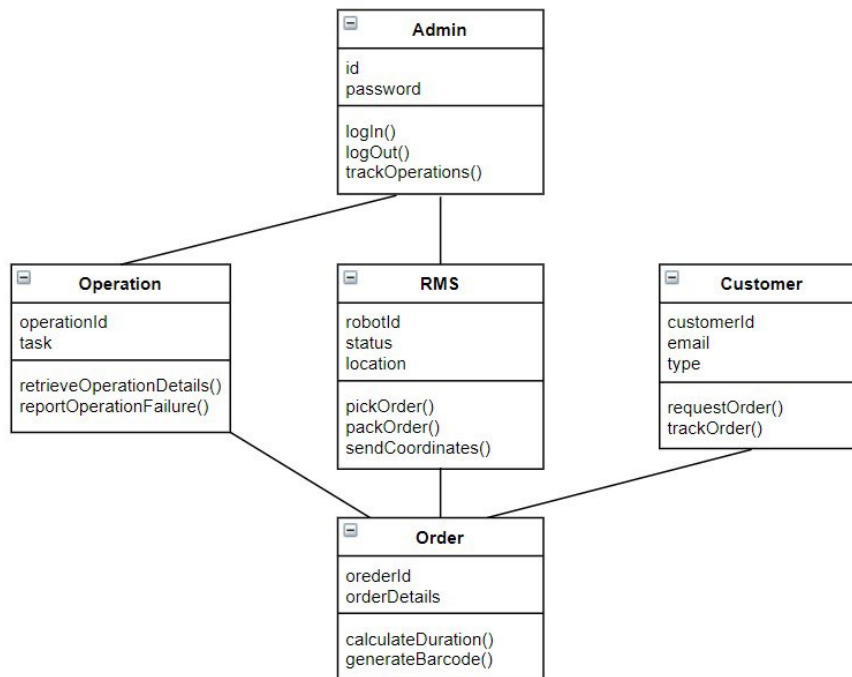 Admin
id
password
logIn()
logOut()
trackOperations()
Operation
operationId
task
retrieveOperationDetails()
reportOperationFailure()
RMS
robotId
status
location
pickOrder()
packOrder()
sendCoordinates()
Customer
customerId
email
type
requestOrder()
trackOrder()
Order
orederId
orderDetails
calculateDuration()
generateBarcode()